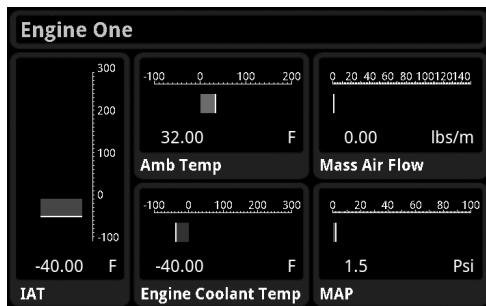 Engine One
300
200
100
0
-100
-40.00 F
IAT
-100 0 100 200
32.00 F
Amb Temp
0 20 40 60 80 100 120 140
0.00 lbs/m
Mass Air Flow
-100 0 100 200 300
-40.00 F
Engine Coolant Temp
0 20 40 60 80 100
1.5 Psi
MAP